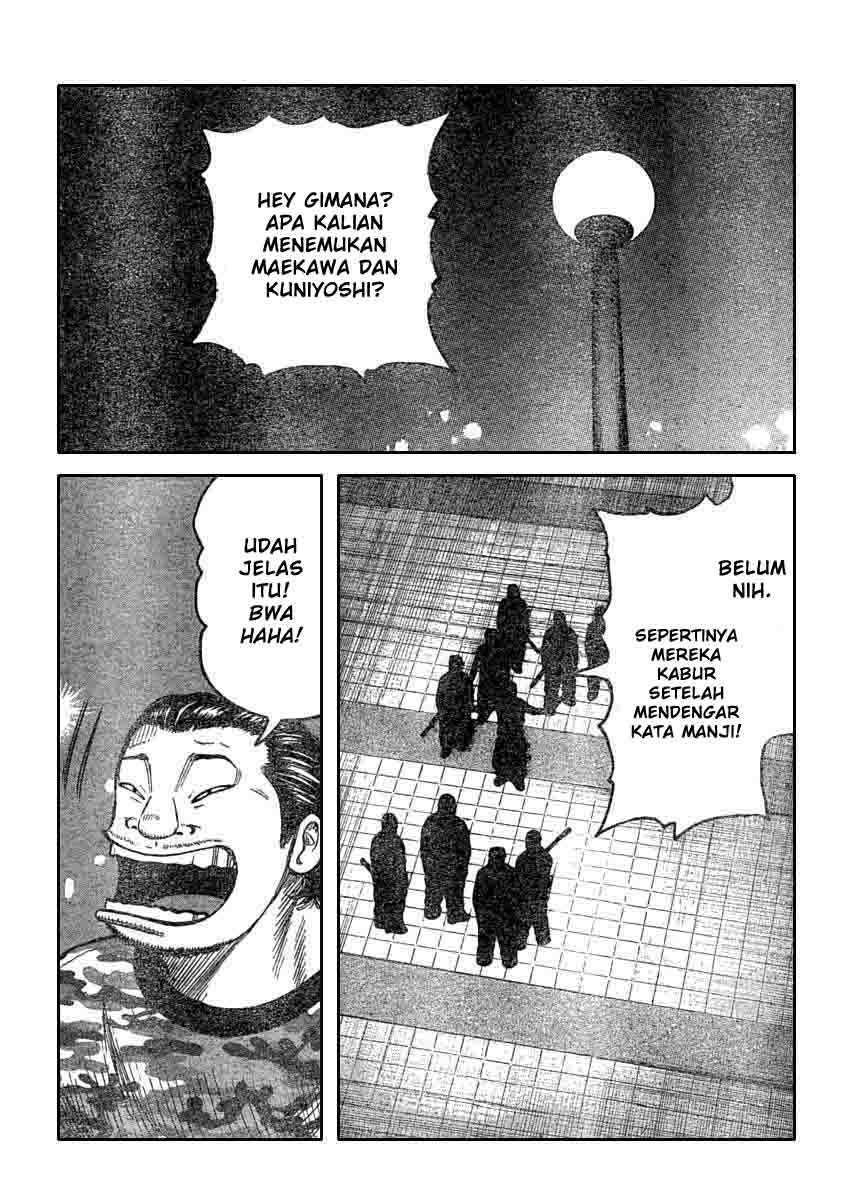 HEY GIMANA?
APA KALIAN
MENEMUKAN
MAEKAWA DAN
KUNIYOSHI?
BELUM
NIH.
SEPERTINYA
MEREKA
KABUR
SETELAH
MENDENGAR
KATA MANJI!
UDAH
JELAS
ITU!
BWA
HAHA!